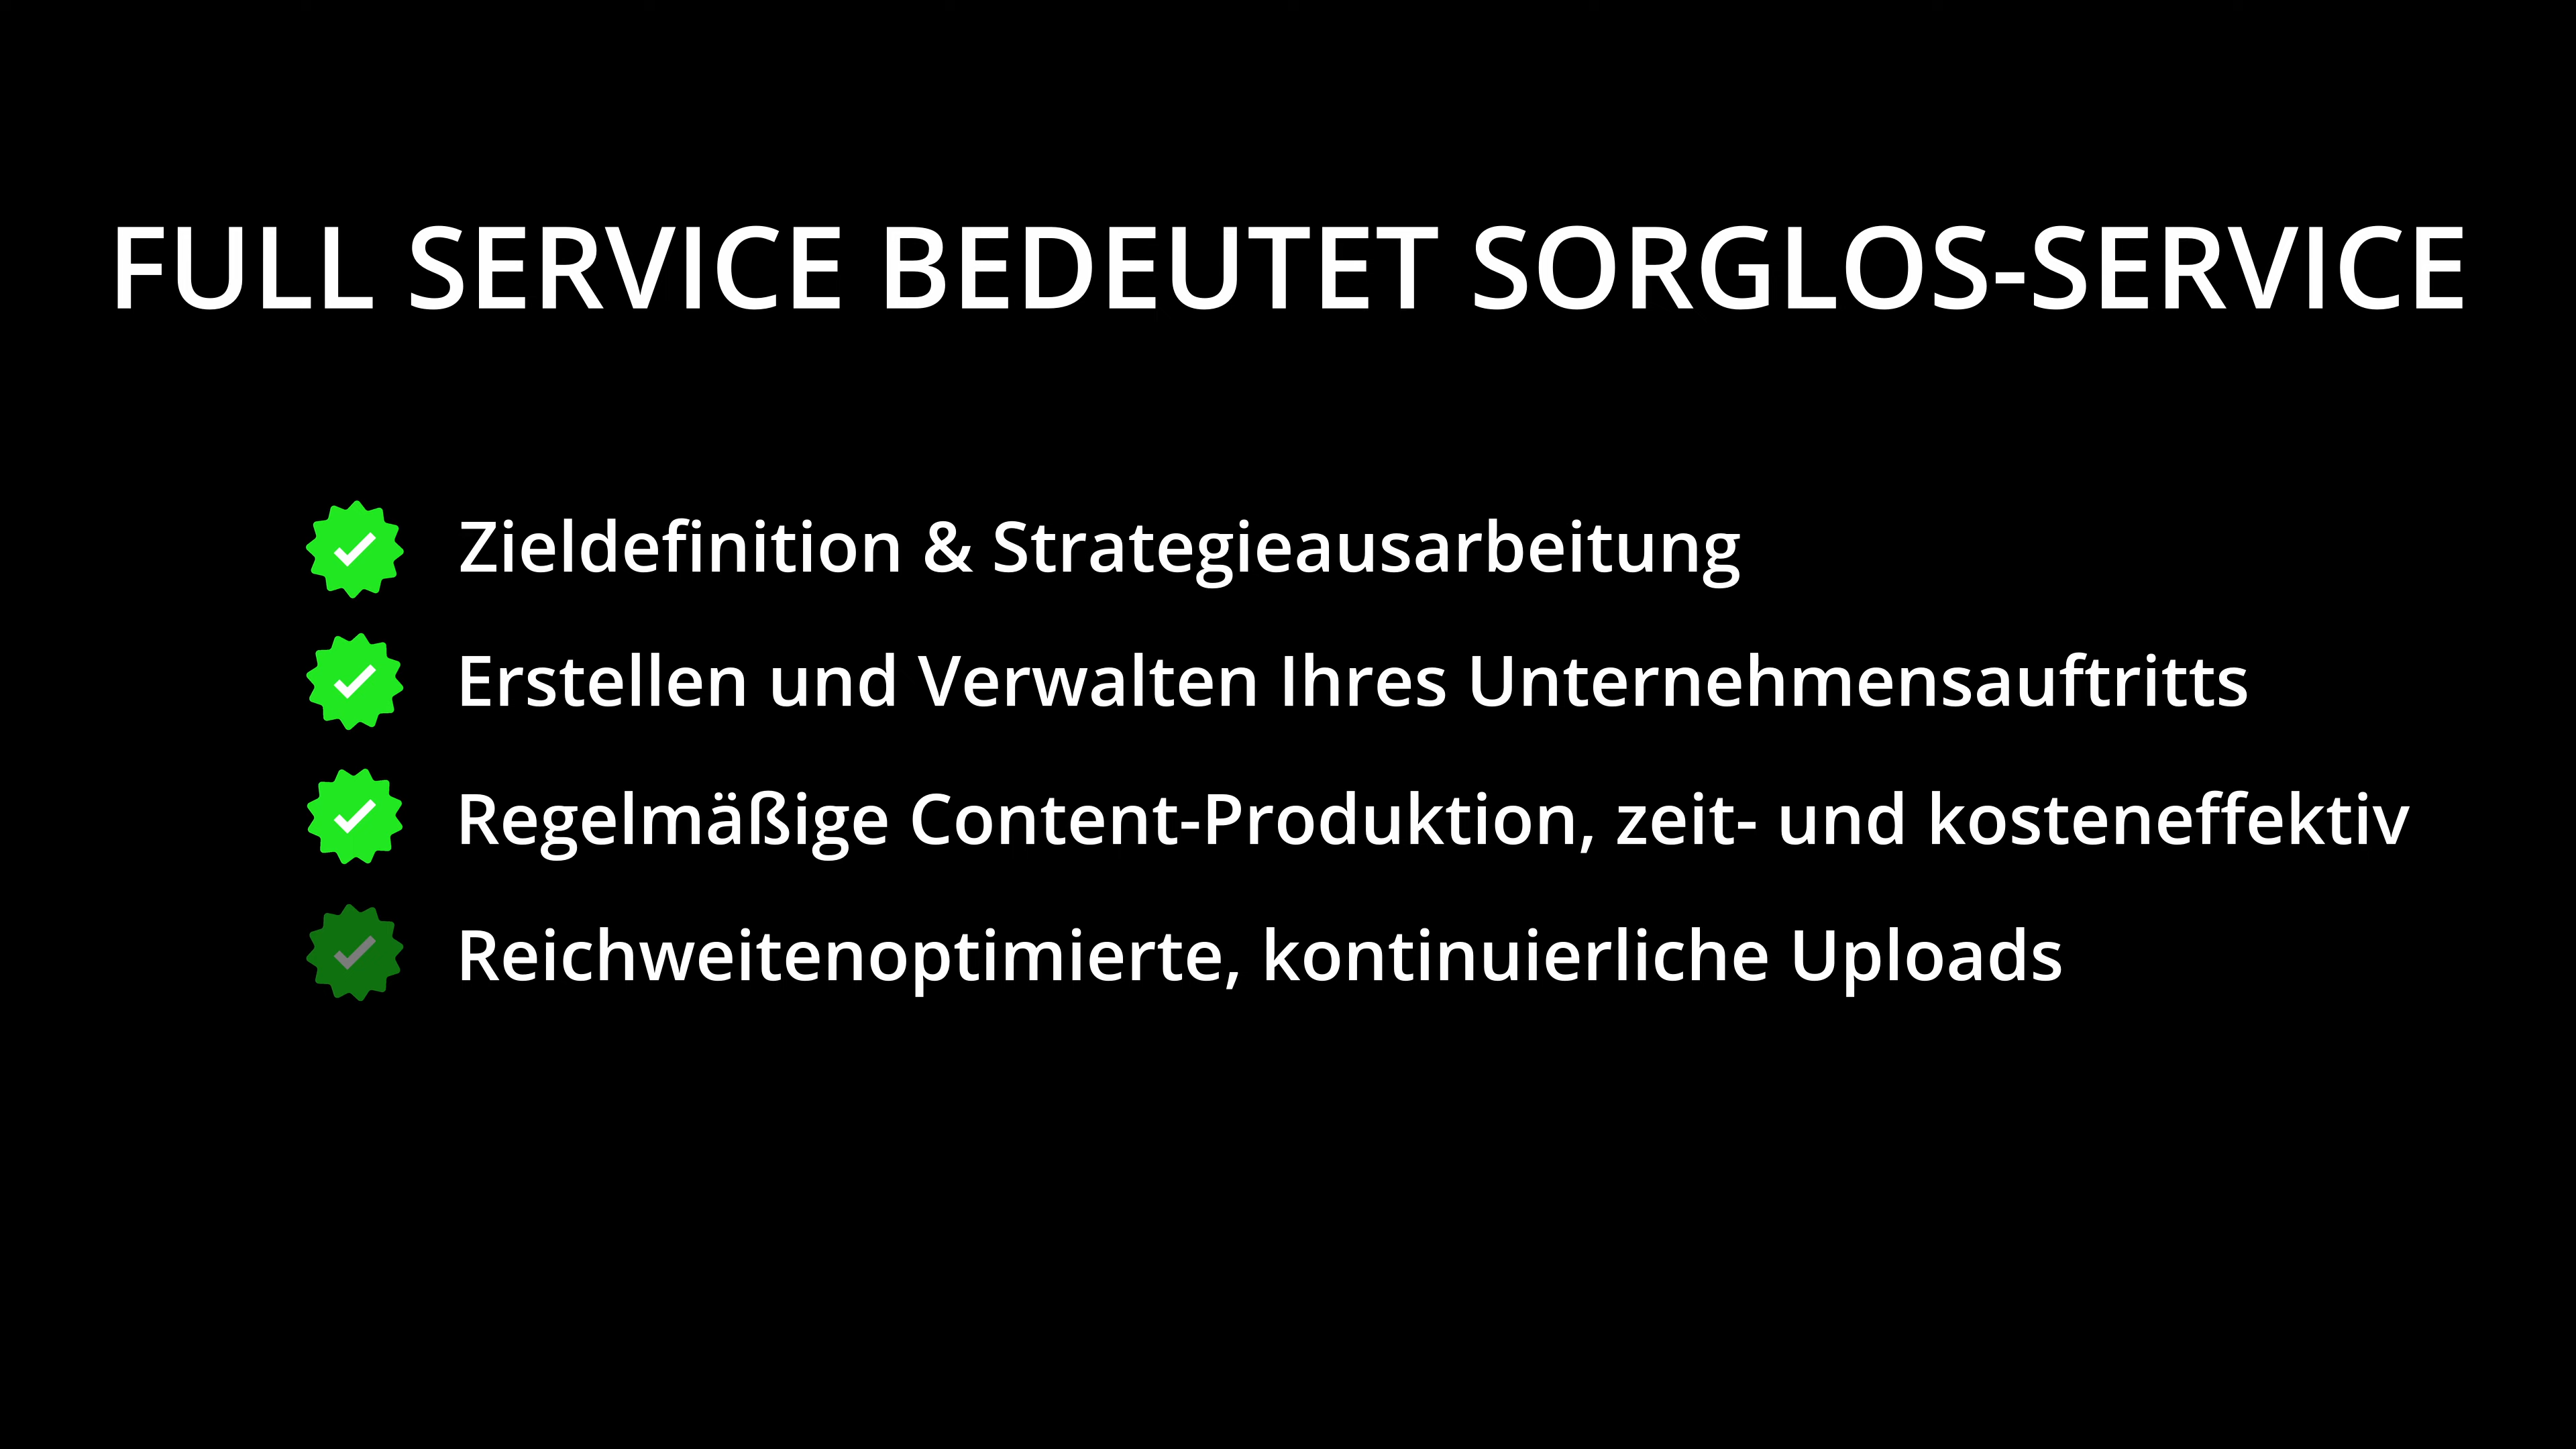 FULL SERVICE BEDEUTET SORGLOS-SERVICE
Zieldefinition & Strategieausarbeitung
Erstellen und Verwalten Ihres Unternehmensauftritts
Regelmäßige Content-Produktion, zeit- und kosteneffektiv
Reichweitenoptimierte, kontinuierliche Uploads